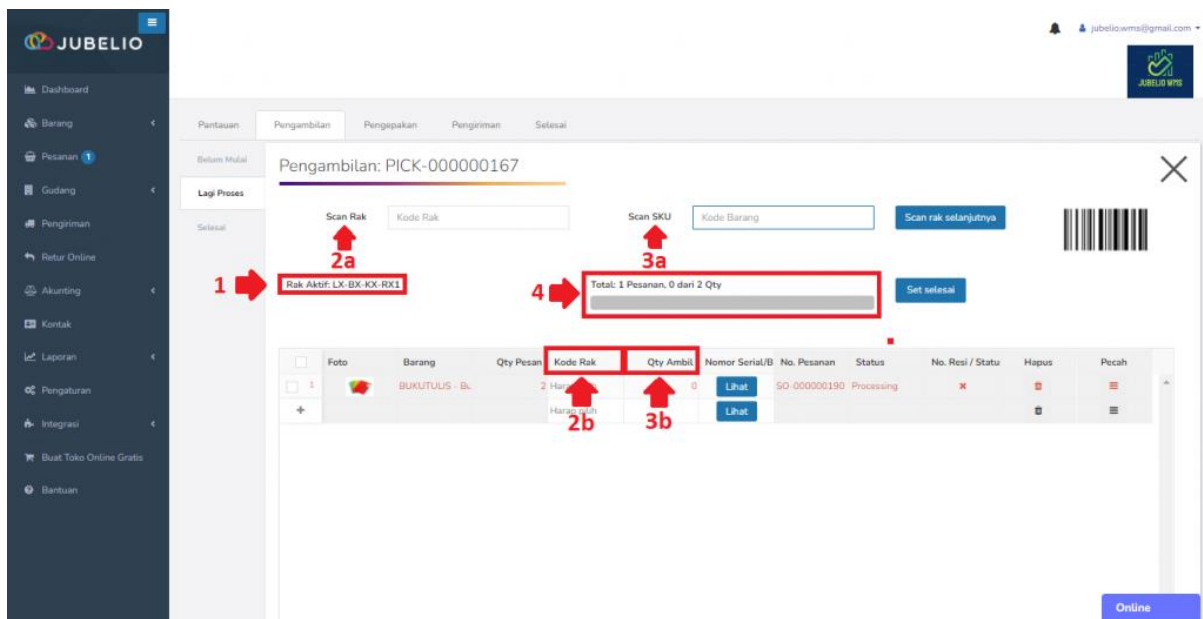 JUBELIO
jubelio.wms@gmail.com
JUBELIO WMS
Dashboard
Barang
Pesanan 1
Gudang
Pengiriman
Retur Online
Akunting
Kontak
Laporan
Pengaturan
Integrasi
Buat Toko Online Gratis
Bantuan
Pantauan Pengambilan Pengepakan Pengiriman Selesai
Belum Mulai
Lagi Proses
Selesai
Pengambilan: PICK-000000167
Scan Rak Kode Rak Scan SKU Kode Barang Scan rak selanjutnya
2a 3a
1 Rak Aktif: LX-BX-KX-RX1 4 Total: 1 Pesanan, 0 dari 2 Qty Set selesai
Foto Barang Qty Pesan Kode Rak Qty Ambil Nomor Serial/B No. Pesanan Status No. Resi / Statu Hapus Pecah
1 BUKUTULIS - 2 0 Lihat SO-000000190 Processing
Lihat
2b 3b
Online